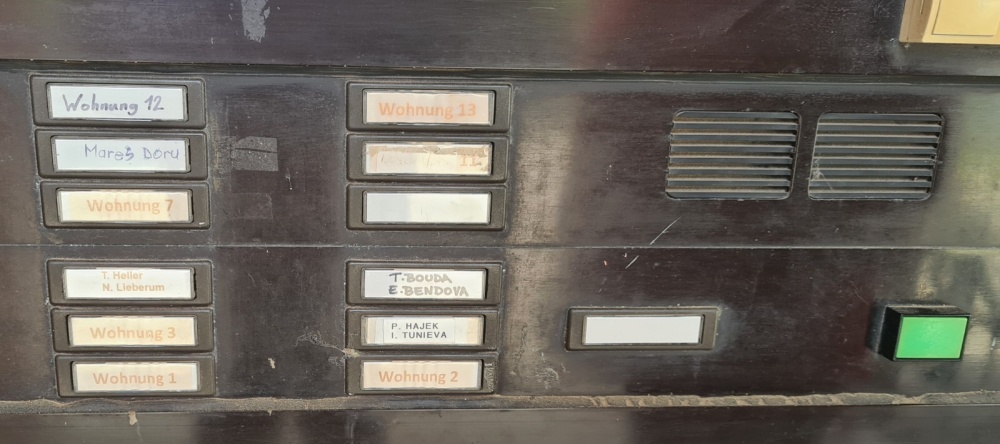 Wohnung 12
Mareş Doru
Wohnung 7
Wohnung 13
T. Heller
N. Lieberum
Wohnung 3
Wohnung 1
T. BOUDA
E. BENDOVA
P. HAJEK
I. TUNIEVA
Wohnung 2